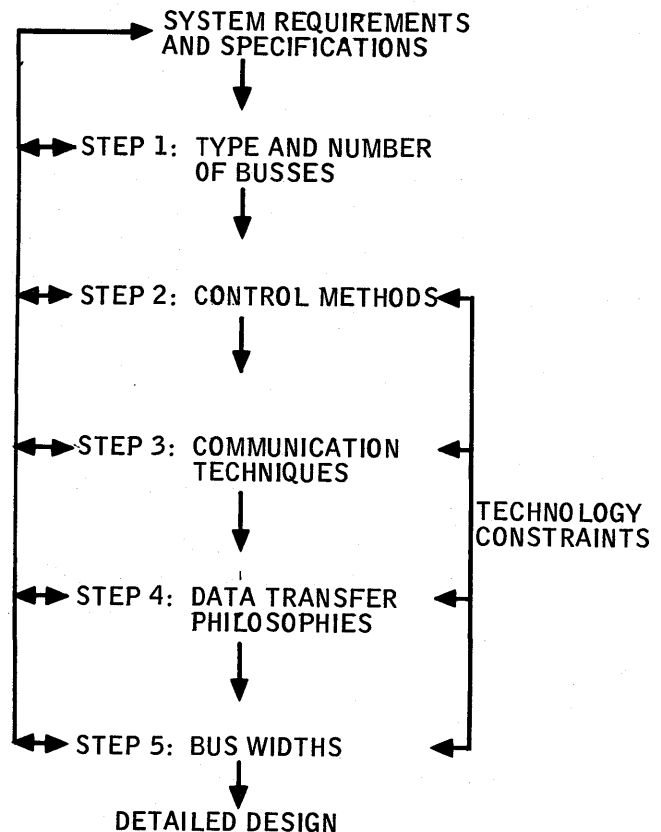 SYSTEM REQUIREMENTS
AND SPECIFICATIONS
STEP 1: TYPE AND NUMBER
OF BUSSES
STEP 2: CONTROL METHODS
STEP 3: COMMUNICATION
TECHNIQUES
TECHNOLOGY
CONSTRAINTS
STEP 4: DATA TRANSFER
PHILOSOPHIES
STEP 5: BUS WIDTHS
DETAILED DESIGN